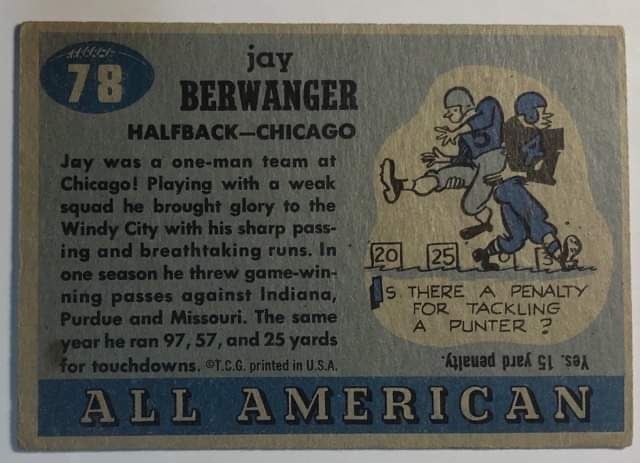 78
jay
BERWANGER
HALFBACK—CHICAGO
Jay was a one-man team at
Chicago! Playing with a weak
squad he brought glory to the
Windy City with his sharp pass-
ing and breathtaking runs. In
one season he threw game-win-
ning passes against Indiana,
Purdue and Missouri. The same
year he ran 97, 57, and 25 yards
for touchdowns. ©T.C.G. printed in U.S.A.
20 25
IS THERE A PENALTY
FOR TACKLING
A PUNTER?
Yes. 15 yard penalty.
ALL AMERICAN